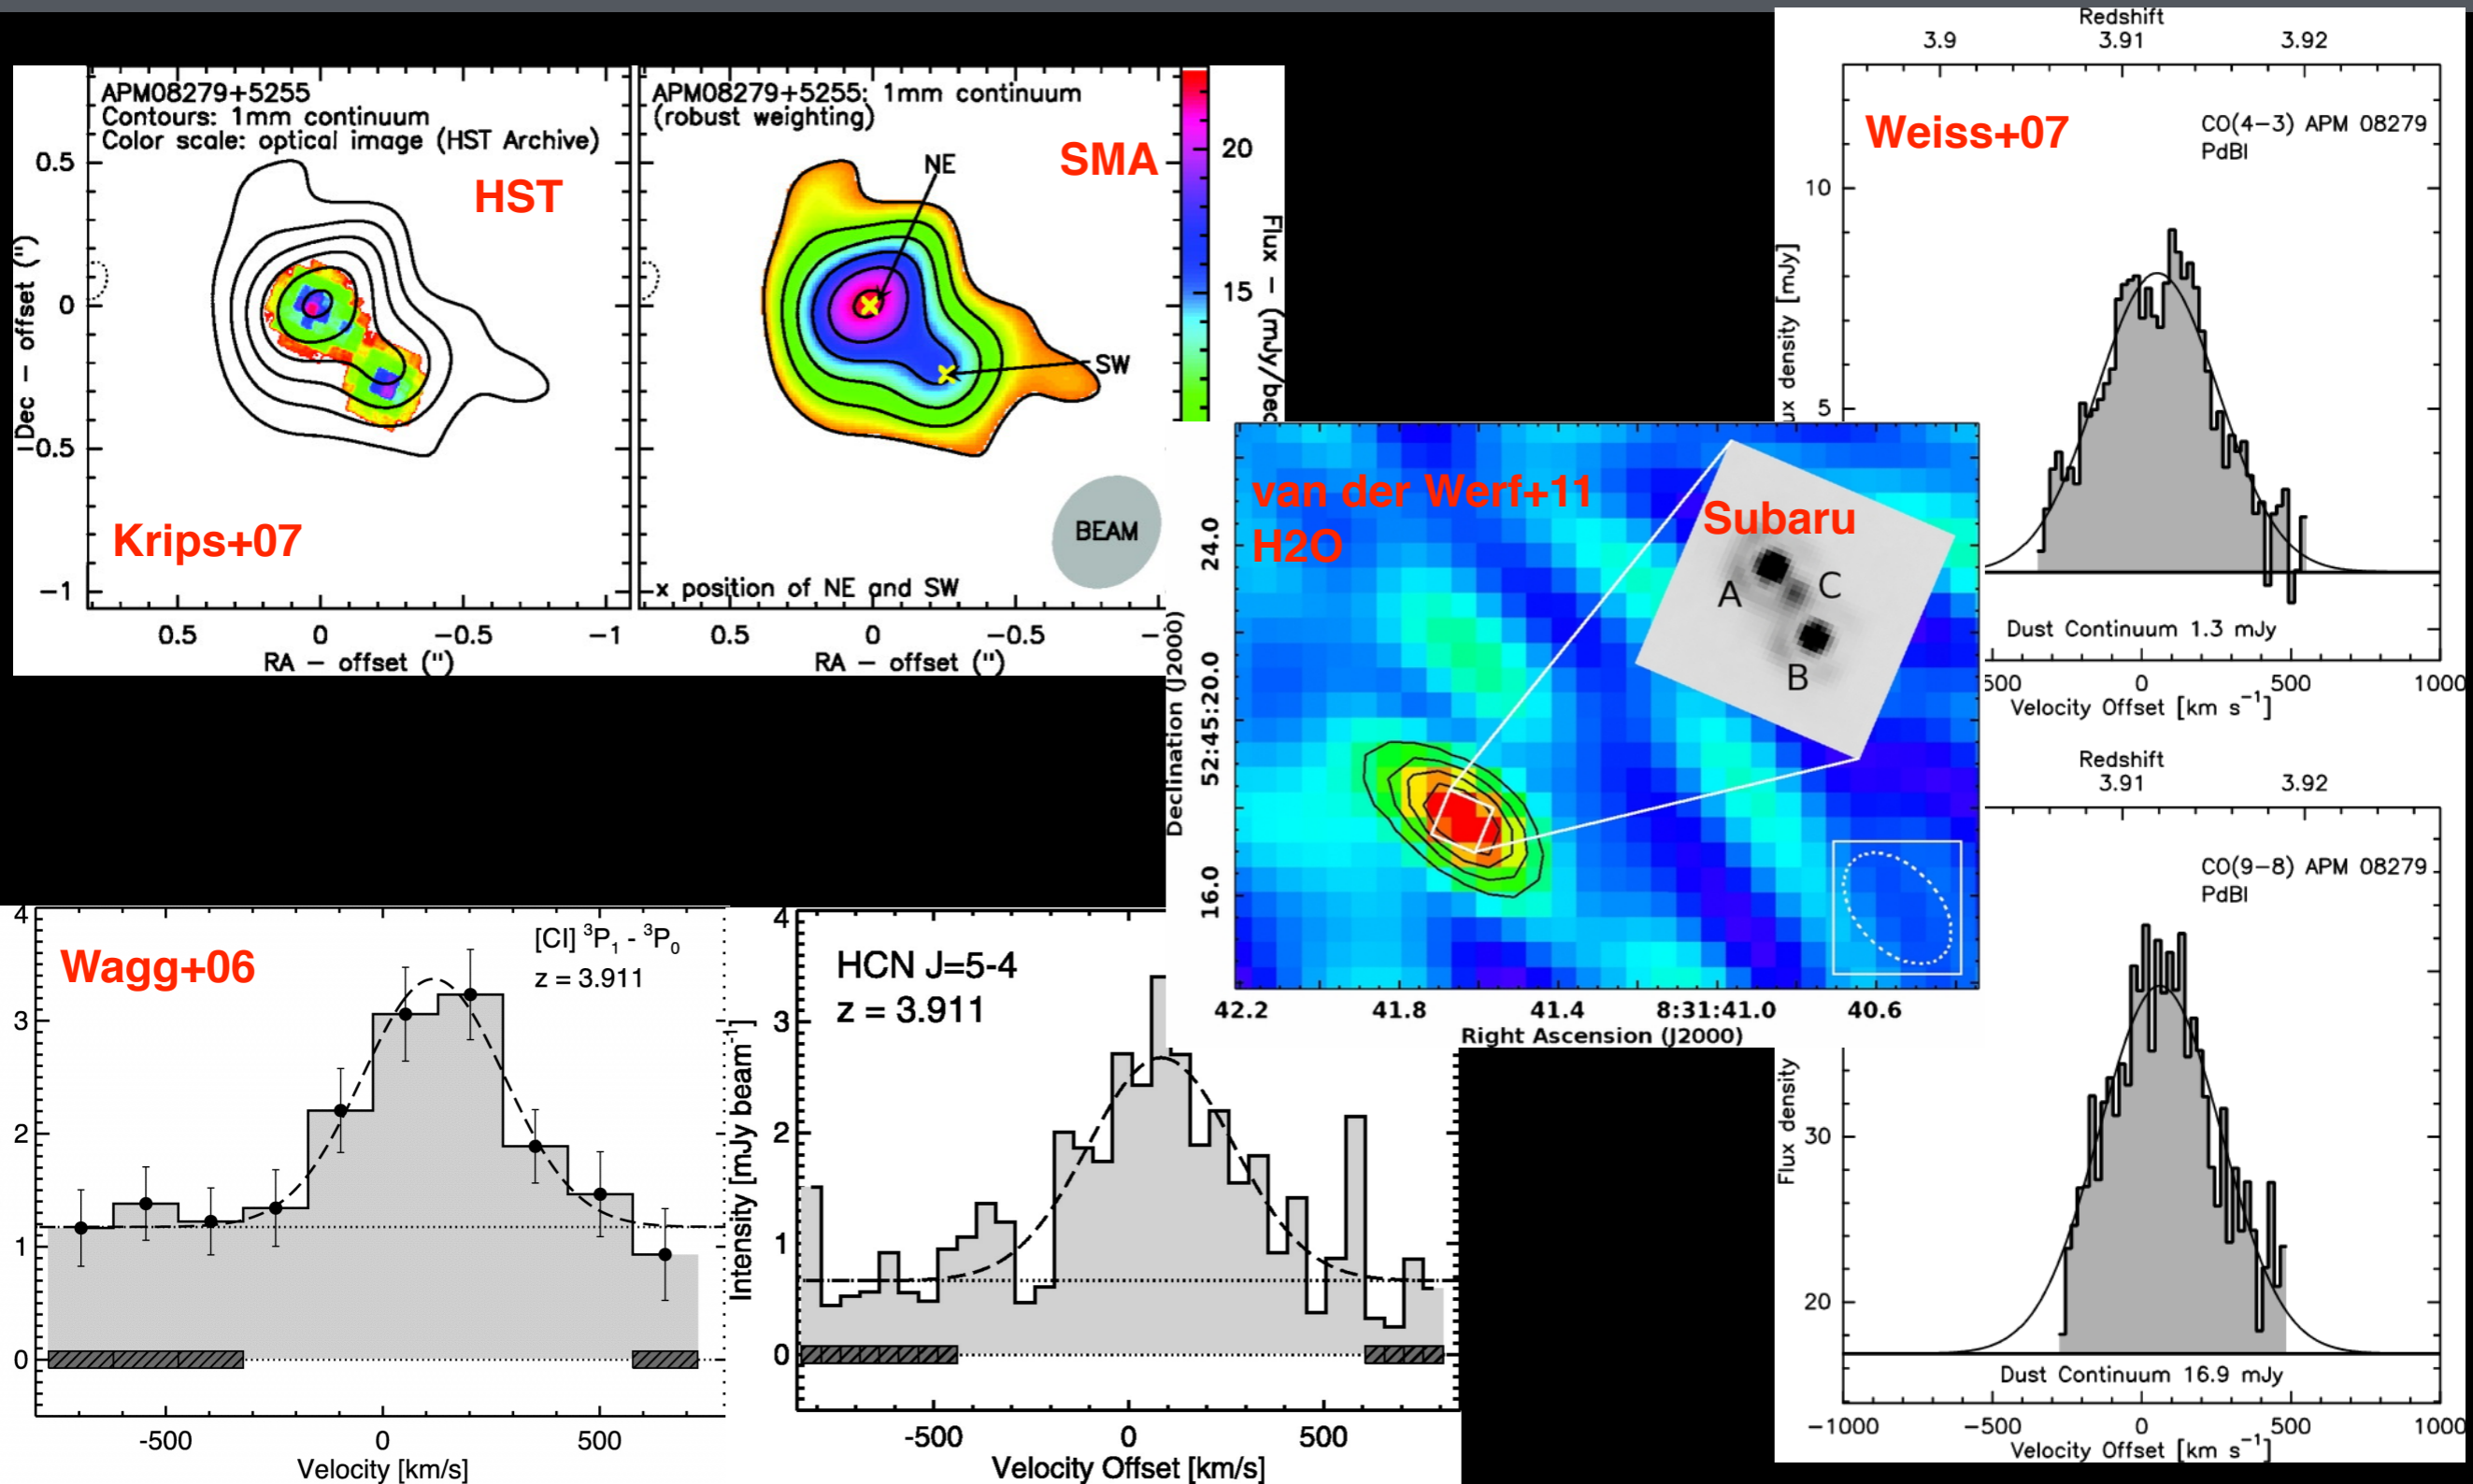 APM08279+5255
Contours: 1mm continuum
Color scale: optical image (HST Archive)
HST
Krips+07
0.5
0
−0.5
−1
Dec − offset (")
0.5
0
−0.5
−1
RA − offset (")
APM08279+5255: 1mm continuum
(robust weighting)
SMA
NE
SW
BEAM
x position of NE and SW
0.5
0
−0.5
RA − offset (")
20
15
Flux − (mJy/bea
van der Werf+11
H2O
Subaru
A
C
B
24.0
52:45:20.0
16.0
Declination (J2000)
42.2
41.8
41.4
8:31:41.0
40.6
Right Ascension (J2000)
Redshift
3.9
3.91
3.92
Weiss+07
CO(4−3) APM 08279
PdBI
10
5
ux density [mJy]
Dust Continuum 1.3 mJy
500
0
500
1000
Velocity Offset [km s⁻¹]
Redshift
3.91
3.92
CO(9−8) APM 08279
PdBI
30
20
Flux density
Dust Continuum 16.9 mJy
−1000
−500
0
500
1000
Velocity Offset [km s⁻¹]
Wagg+06
[CI] ³P₁ - ³P₀
z = 3.911
4
3
2
1
0
-500
0
500
Velocity [km/s]
HCN J=5-4
z = 3.911
4
3
2
1
0
Intensity [mJy beam⁻¹]
-500
0
500
Velocity Offset [km/s]